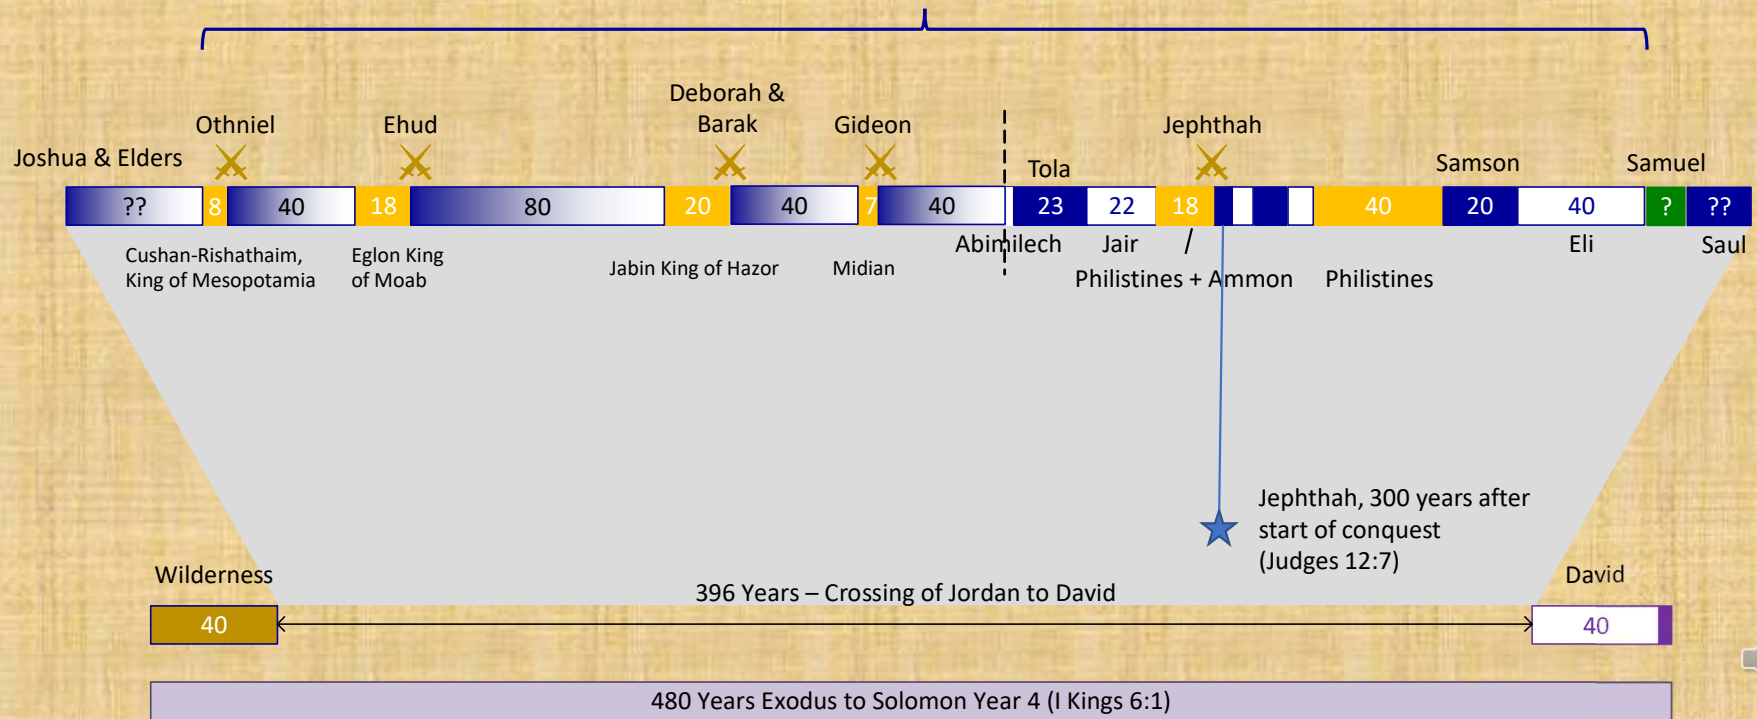 Deborah &
Barak
Othniel
Ehud
Gideon
Jephthah
Joshua & Elders
Tola
Samson
Samuel
?? 8 40 18 80 20 40 7 40 23 22 18 40 20 40 ? ??
Abimilech
Jair
/
Eli
Saul
Cushan-Rishathaim,
King of Mesopotamia
Eglon King
of Moab
Jabin King of Hazor
Midian
Philistines + Ammon
Philistines
Jephthah, 300 years after
start of conquest
(Judges 12:7)
Wilderness
396 Years – Crossing of Jordan to David
David
40
40
480 Years Exodus to Solomon Year 4 (I Kings 6:1)